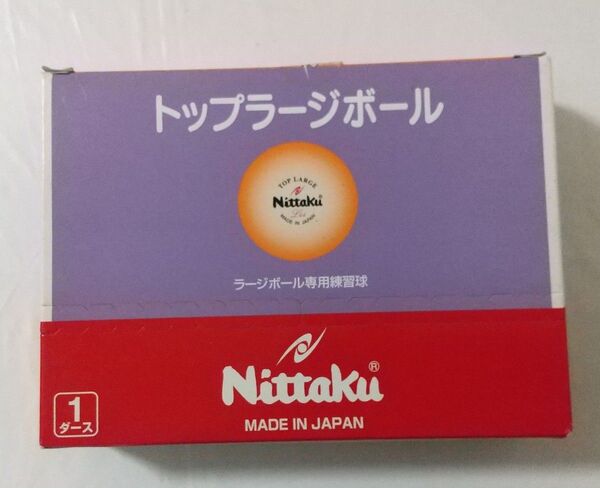 トップラージボール
TOP LARGE
Nittaku
MADE IN JAPAN
ラージボール専用練習球
Nittaku®
MADE IN JAPAN
1
ダース